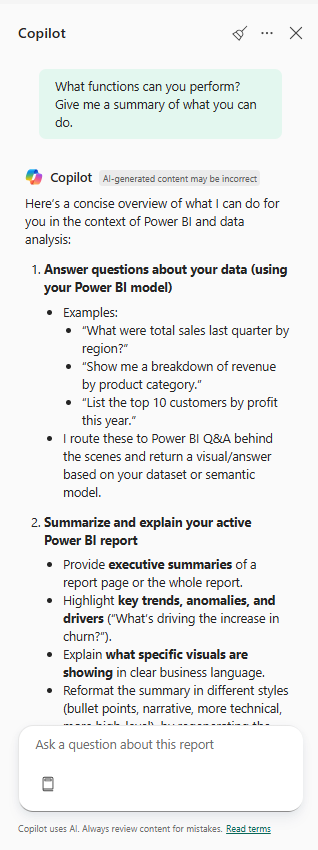 Copilot
What functions can you perform?
Give me a summary of what you can
do.
Copilot AI-generated content may be incorrect
Here's a concise overview of what I can do for
you in the context of Power BI and data
analysis:
1. Answer questions about your data (using
your Power BI model)
• Examples:
• "What were total sales last quarter by
region?"
• "Show me a breakdown of revenue
by product category."
• "List the top 10 customers by profit
this year."
• I route these to Power BI Q&A behind
the scenes and return a visual/answer
based on your dataset or semantic
model.
2. Summarize and explain your active
Power BI report
• Provide executive summaries of a
report page or the whole report.
• Highlight key trends, anomalies, and
drivers ("What's driving the increase in
churn?").
• Explain what specific visuals are
showing in clear business language.
• Reformat the summary in different styles
(bullet points, narrative, more technical,
more high-level) by regenerating the
Ask a question about this report
Copilot uses AI. Always review content for mistakes. Read terms